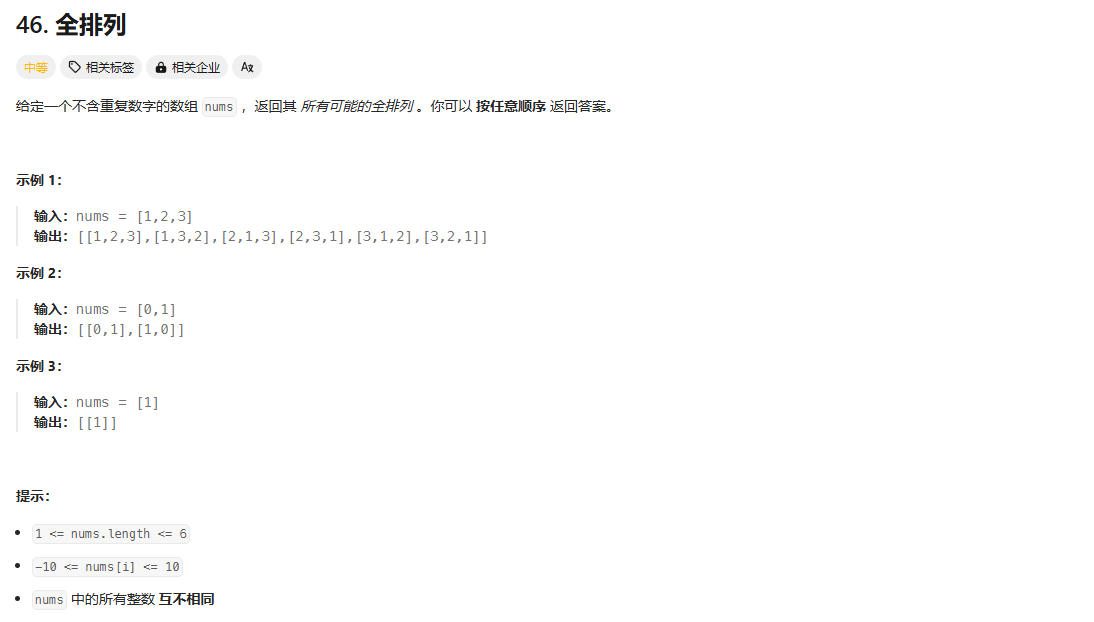 46. 全排列
中等 相关标签 相关企业 Aあ
给定一个不含重复数字的数组 nums ，返回其 所有可能的全排列 。你可以 按任意顺序 返回答案。
示例 1：
输入：nums = [1,2,3]
输出：[[1,2,3],[1,3,2],[2,1,3],[2,3,1],[3,1,2],[3,2,1]]
示例 2：
输入：nums = [0,1]
输出：[[0,1],[1,0]]
示例 3：
输入：nums = [1]
输出：[[1]]
提示：
• 1 <= nums.length <= 6
• -10 <= nums[i] <= 10
• nums 中的所有整数 互不相同